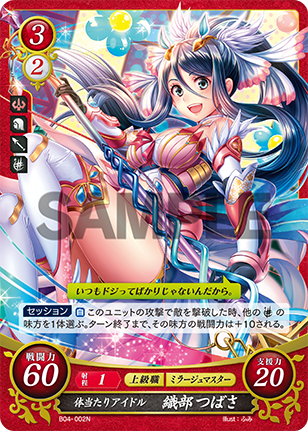 3
2
SAMPLE
いつもドジってばかりじゃないんだから。
セッション 自 このユニットの攻撃で敵を撃破した時、他の
味方を1体選ぶ。ターン終了まで、その味方の戦闘力は+10される。
戦闘力
60
射程 1 上級職 ミラージュマスター
支援力
20
体当たりアイドル 織部 つばさ
B04-002N
Illust:ふみ